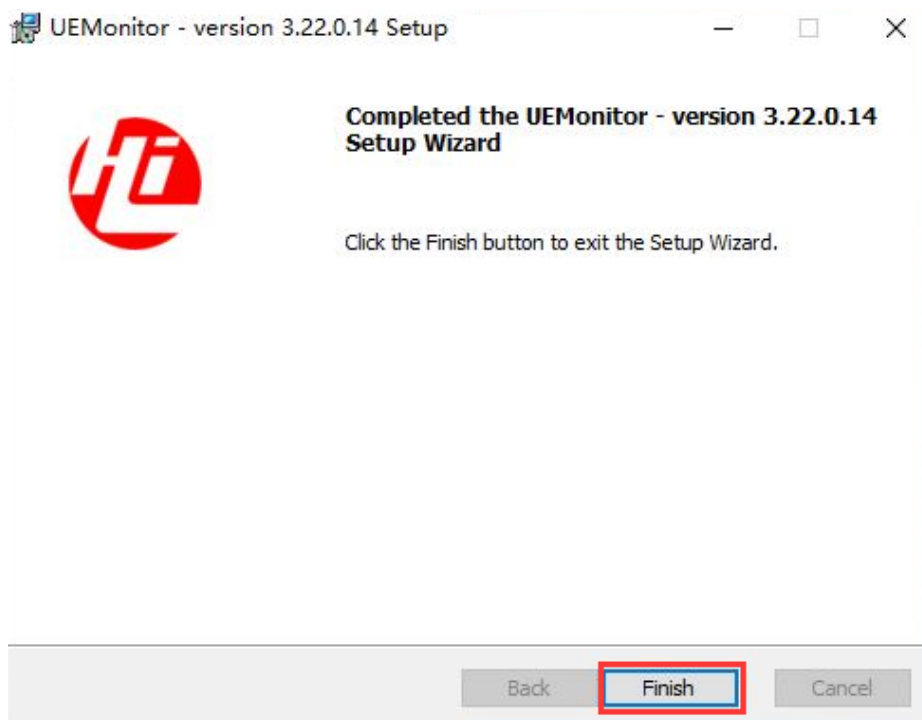 UEMonitor - version 3.22.0.14 Setup
Completed the UEMonitor - version 3.22.0.14
Setup Wizard
Hi
Click the Finish button to exit the Setup Wizard.
Back
Finish
Cancel